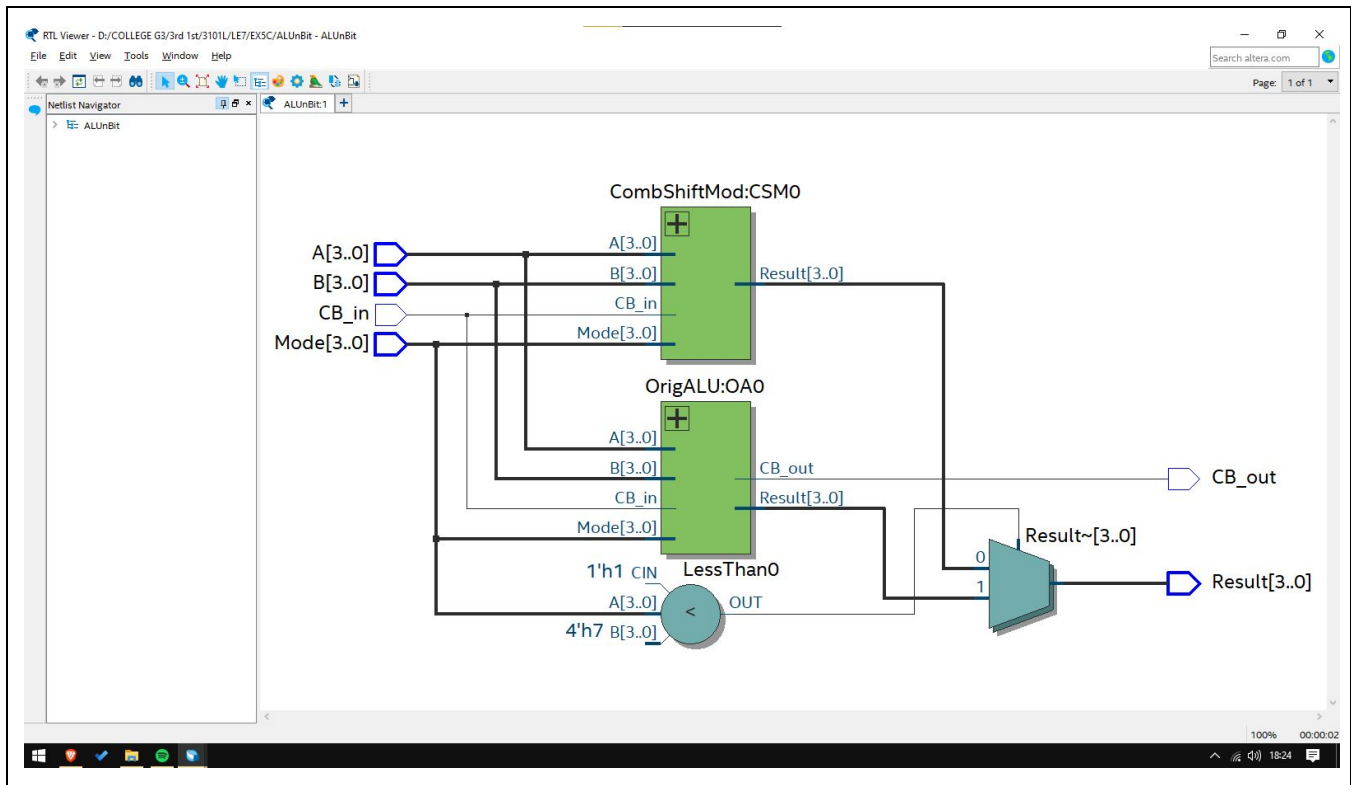 RTL Viewer - D:/COLLEGE G3/3rd 1st/3101L/LE7/EX5C/ALUnBit - ALUnBit
File Edit View Tools Window Help
Search altera.com
Page: 1 of 1
Netlist Navigator
ALUnBit:1
ALUnBit
CombShiftMod:CSM0
A[3..0]
B[3..0]
CB_in
Mode[3..0]
A[3..0]
B[3..0]
CB_in
Mode[3..0]
Result[3..0]
OrigALU:OA0
A[3..0]
B[3..0]
CB_in
Mode[3..0]
CB_out
Result[3..0]
CB_out
Result~[3..0]
0
1
Result[3..0]
LessThan0
1'h1 CIN
A[3..0]
4'h7 B[3..0]
<
OUT
100% 00:00:02
18:24